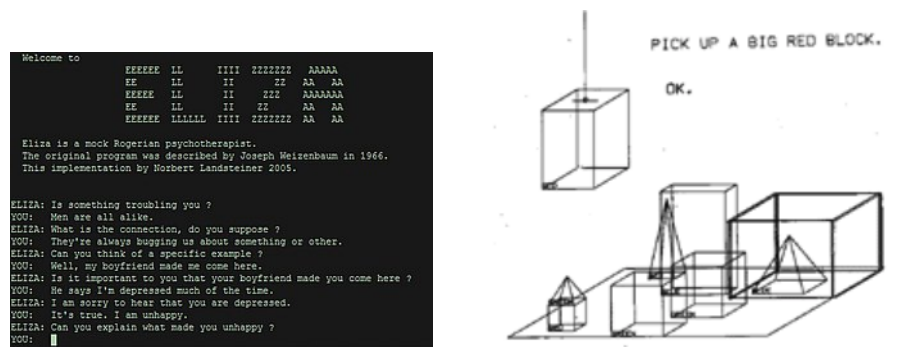 Welcome to
EEEEEE LL IIII ZZZZZZZ AAAAA
EE LL II ZZ AA AA
EEEEE LL II ZZZ AAAAAAA
EE LL II ZZ AA AA
EEEEEE LLLLLL IIII ZZZZZZZ AA AA
Eliza is a mock Rogerian psychotherapist.
The original program was described by Joseph Weizenbaum in 1966.
This implementation by Norbert Landsteiner 2005.
ELIZA: Is something troubling you ?
YOU: Men are all alike.
ELIZA: What is the connection, do you suppose ?
YOU: They're always bugging us about something or other.
ELIZA: Can you think of a specific example ?
YOU: Well, my boyfriend made me come here.
ELIZA: Is it important to you that your boyfriend made you come here ?
YOU: He says I'm depressed much of the time.
ELIZA: I am sorry to hear that you are depressed.
YOU: It's true. I am unhappy.
ELIZA: Can you explain what made you unhappy ?
YOU:
PICK UP A BIG RED BLOCK.
OK.